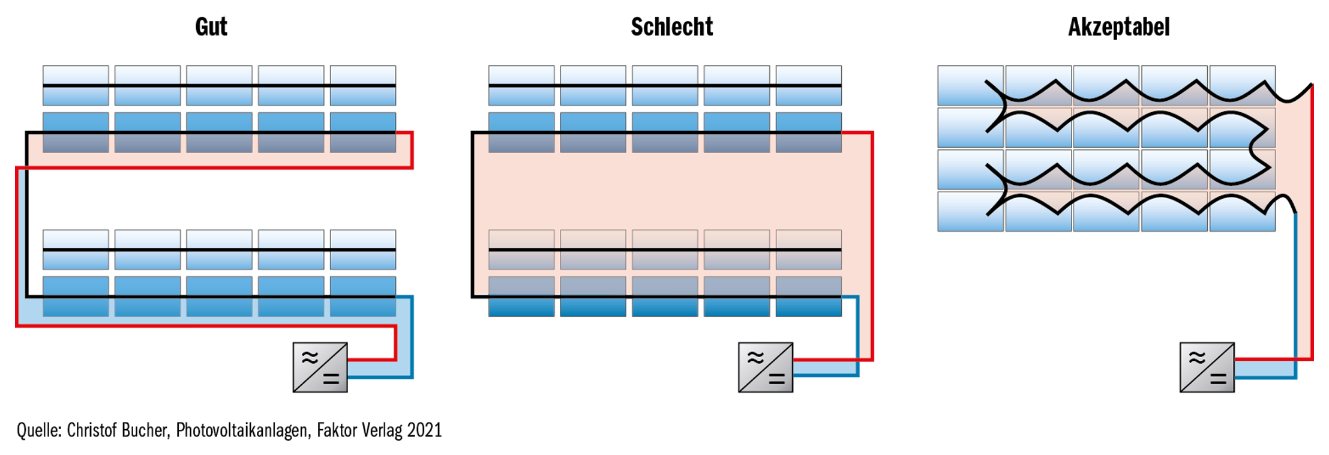 Gut
Schlecht
Akzeptabel
Quelle: Christof Bucher, Photovoltaikanlagen, Faktor Verlag 2021